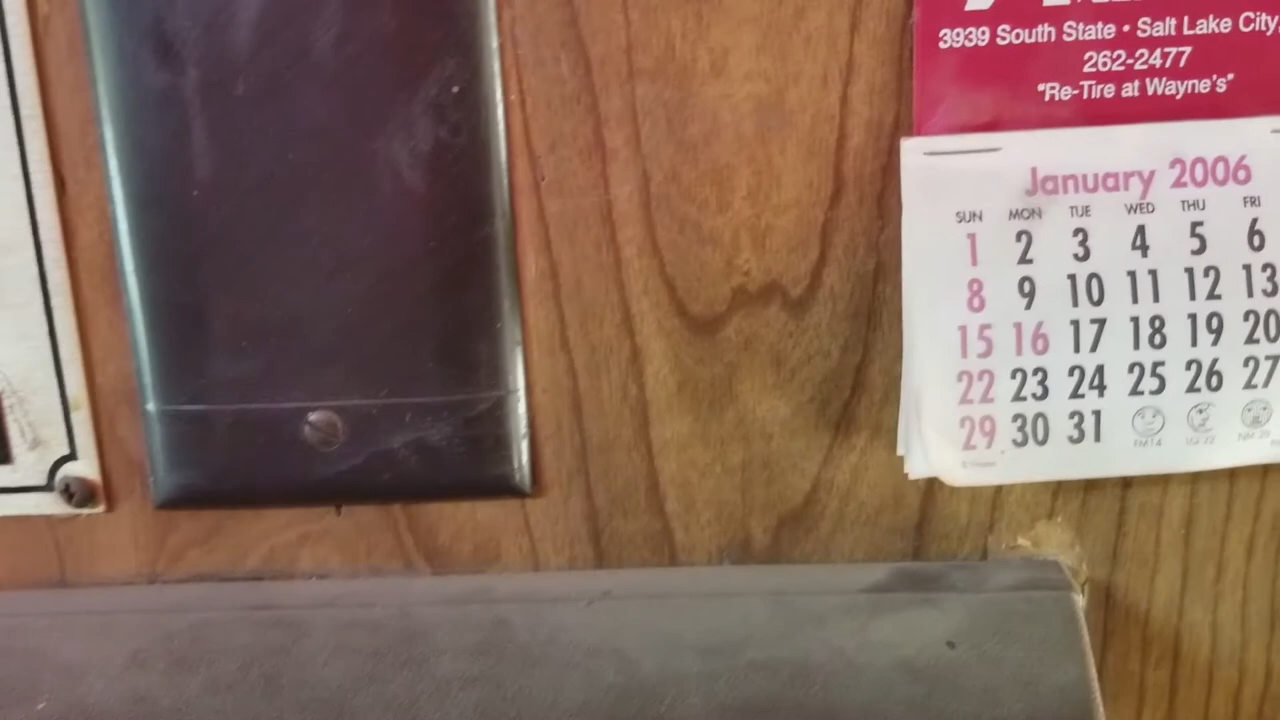 3939 South State • Salt Lake City,
262-2477
"Re-Tire at Wayne's"
January 2006
SUN MON TUE WED THU FRI
1 2 3 4 5 6
8 9 10 11 12 13
15 16 17 18 19 20
22 23 24 25 26 27
29 30 31